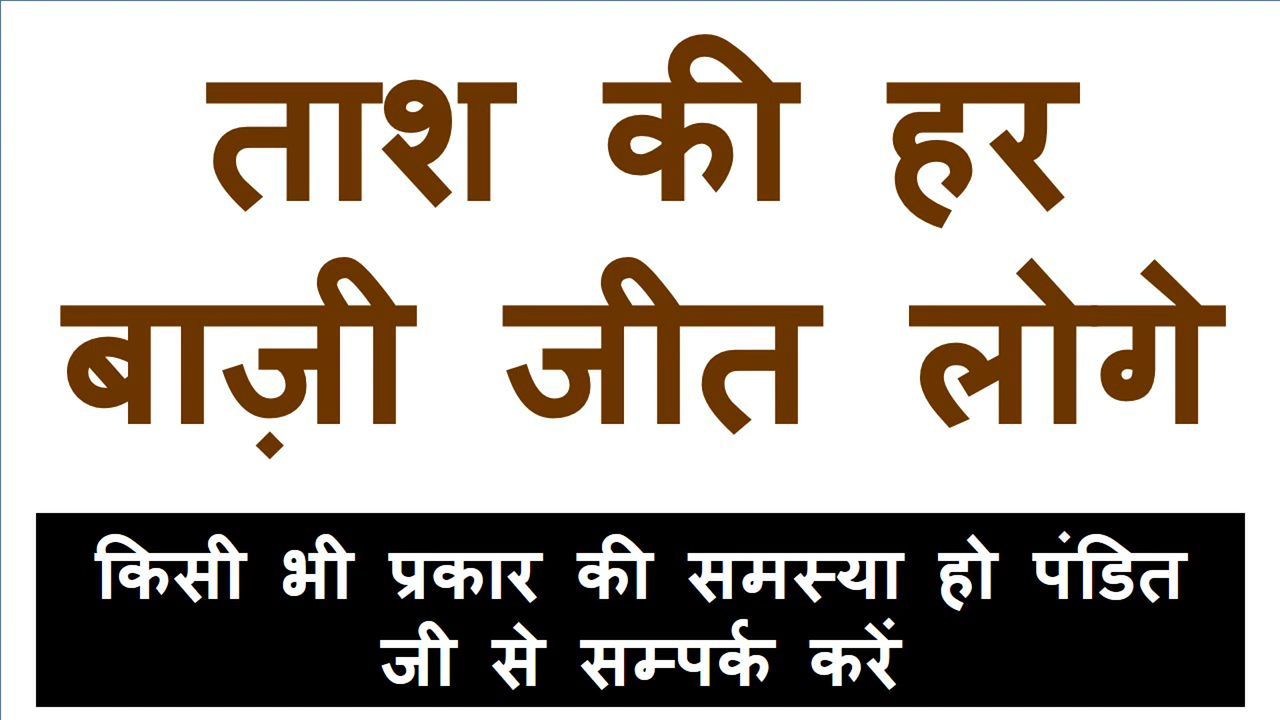 ताश की हर
बाज़ी जीत लोगे
किसी भी प्रकार की समस्या हो पंडित
जी से सम्पर्क करें